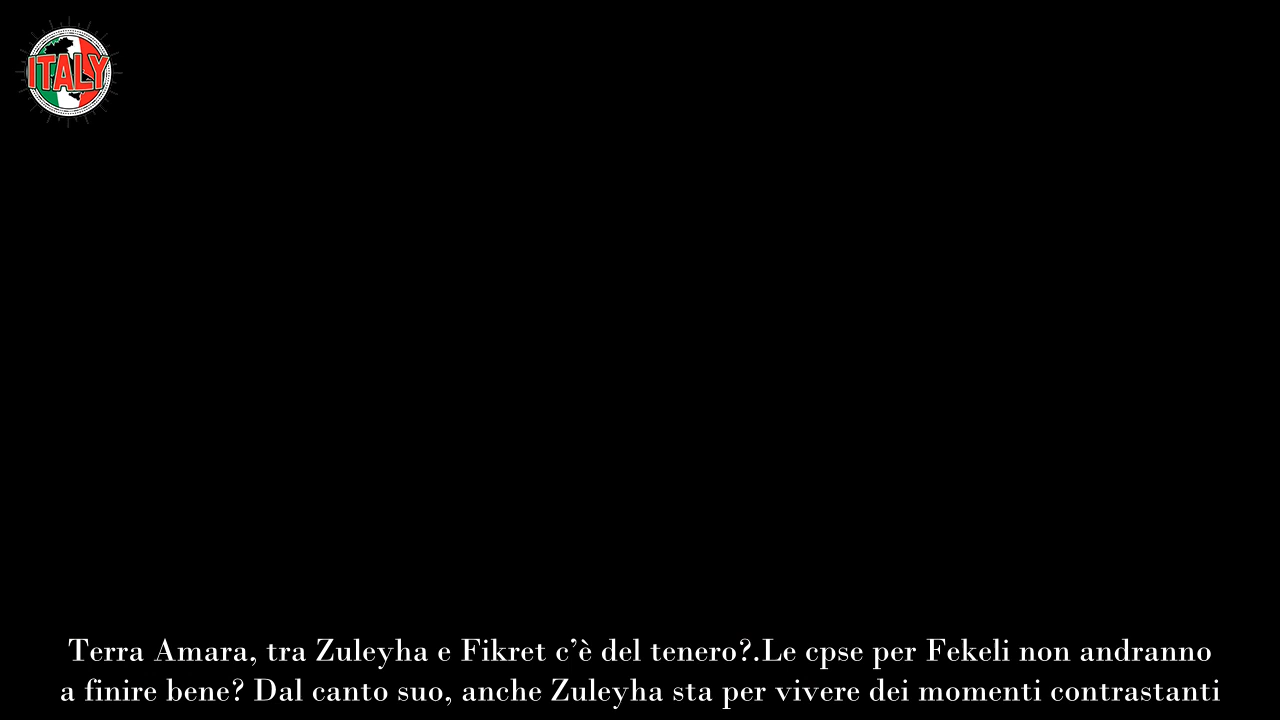 ITALY
Terra Amara, tra Zuleyha e Fikret c’è del tenero?.Le cpse per Fekeli non andranno
a finire bene? Dal canto suo, anche Zuleyha sta per vivere dei momenti contrastanti